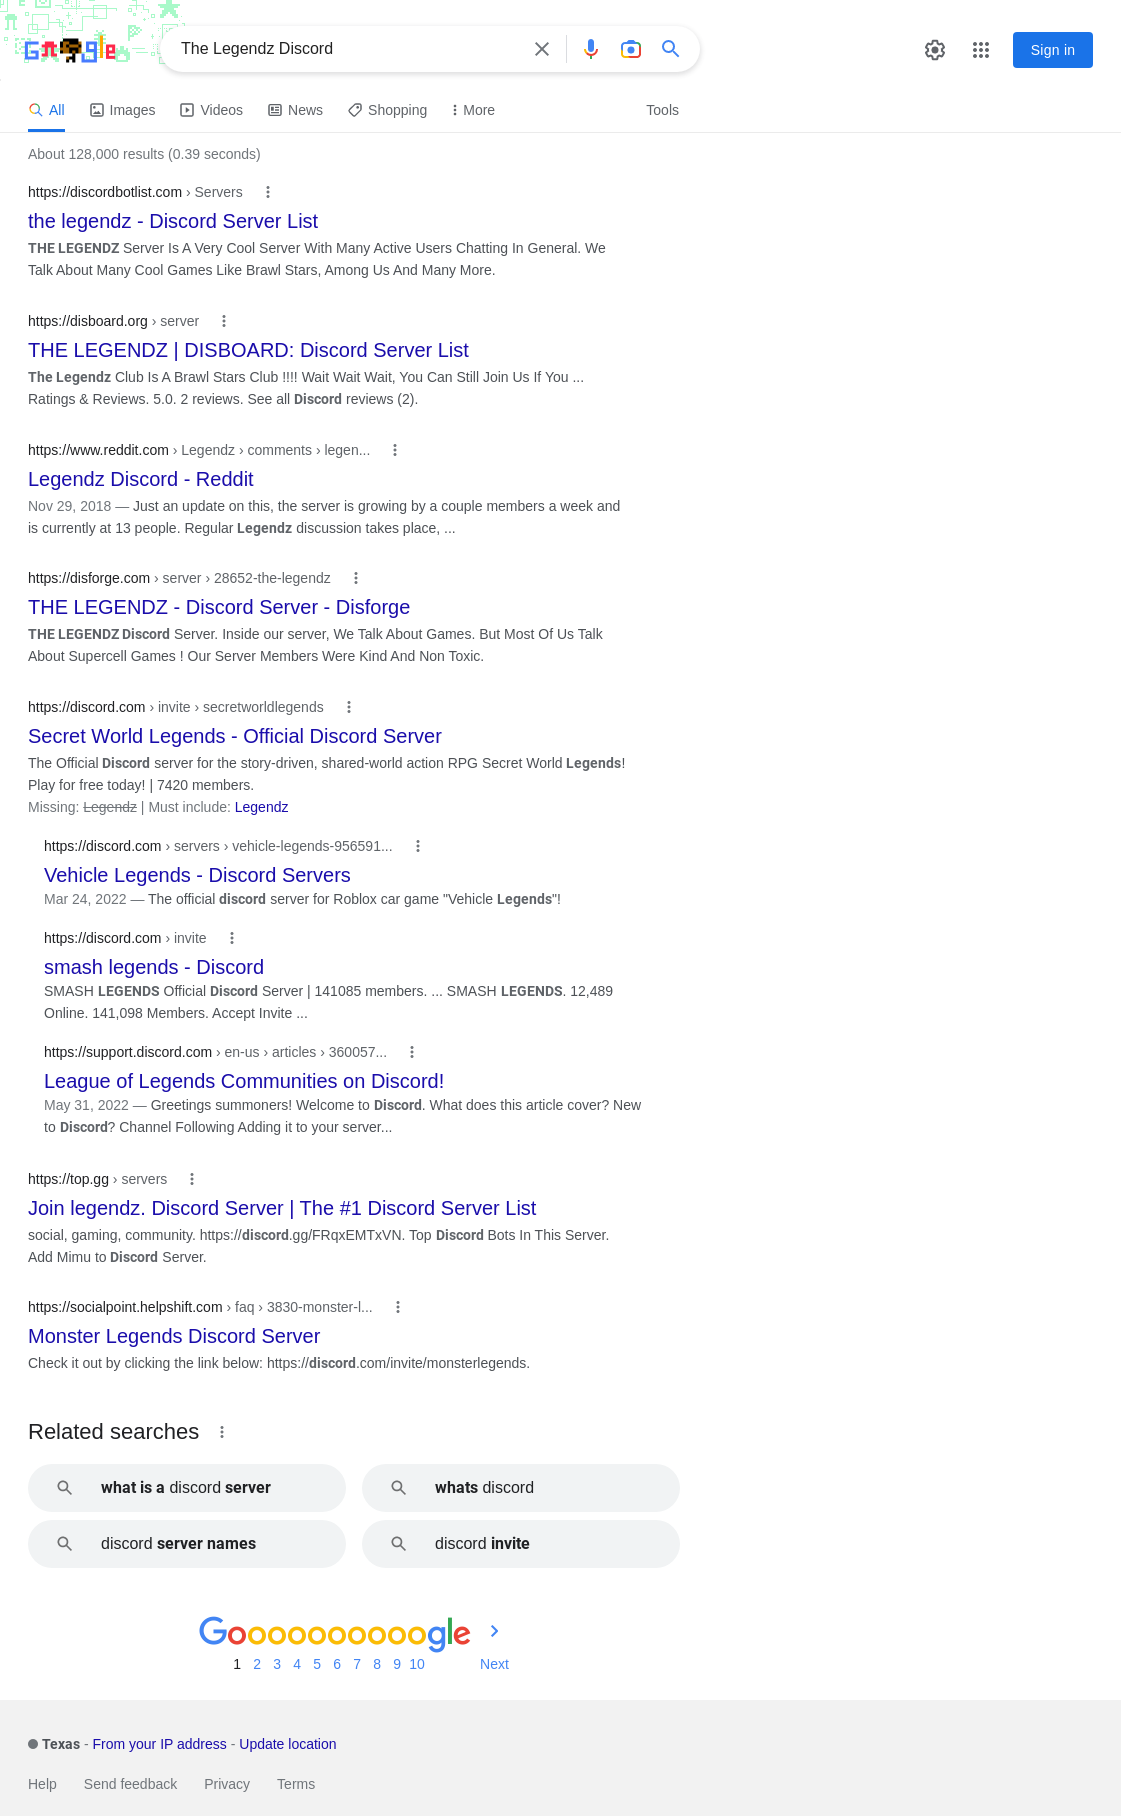 The Legendz Discord
Sign in
All Images Videos News Shopping More Tools
About 128,000 results (0.39 seconds)
https://discordbotlist.com › Servers
the legendz - Discord Server List
THE LEGENDZ Server Is A Very Cool Server With Many Active Users Chatting In General. We
Talk About Many Cool Games Like Brawl Stars, Among Us And Many More.
https://disboard.org › server
THE LEGENDZ | DISBOARD: Discord Server List
The Legendz Club Is A Brawl Stars Club !!!! Wait Wait Wait, You Can Still Join Us If You ...
Ratings & Reviews. 5.0. 2 reviews. See all Discord reviews (2).
https://www.reddit.com › Legendz › comments › legen...
Legendz Discord - Reddit
Nov 29, 2018 — Just an update on this, the server is growing by a couple members a week and
is currently at 13 people. Regular Legendz discussion takes place, ...
https://disforge.com › server › 28652-the-legendz
THE LEGENDZ - Discord Server - Disforge
THE LEGENDZ Discord Server. Inside our server, We Talk About Games. But Most Of Us Talk
About Supercell Games ! Our Server Members Were Kind And Non Toxic.
https://discord.com › invite › secretworldlegends
Secret World Legends - Official Discord Server
The Official Discord server for the story-driven, shared-world action RPG Secret World Legends!
Play for free today! | 7420 members.
Missing: Legendz | Must include: Legendz
https://discord.com › servers › vehicle-legends-956591...
Vehicle Legends - Discord Servers
Mar 24, 2022 — The official discord server for Roblox car game "Vehicle Legends"!
https://discord.com › invite
smash legends - Discord
SMASH LEGENDS Official Discord Server | 141085 members. ... SMASH LEGENDS. 12,489
Online. 141,098 Members. Accept Invite ...
https://support.discord.com › en-us › articles › 360057...
League of Legends Communities on Discord!
May 31, 2022 — Greetings summoners! Welcome to Discord. What does this article cover? New
to Discord? Channel Following Adding it to your server...
https://top.gg › servers
Join legendz. Discord Server | The #1 Discord Server List
social, gaming, community. https://discord.gg/FRqxEMTxVN. Top Discord Bots In This Server.
Add Mimu to Discord Server.
https://socialpoint.helpshift.com › faq › 3830-monster-l...
Monster Legends Discord Server
Check it out by clicking the link below: https://discord.com/invite/monsterlegends.
Related searches
what is a discord server
whats discord
discord server names
discord invite
Goooooooooogle
1 2 3 4 5 6 7 8 9 10 Next
Texas - From your IP address - Update location
Help Send feedback Privacy Terms